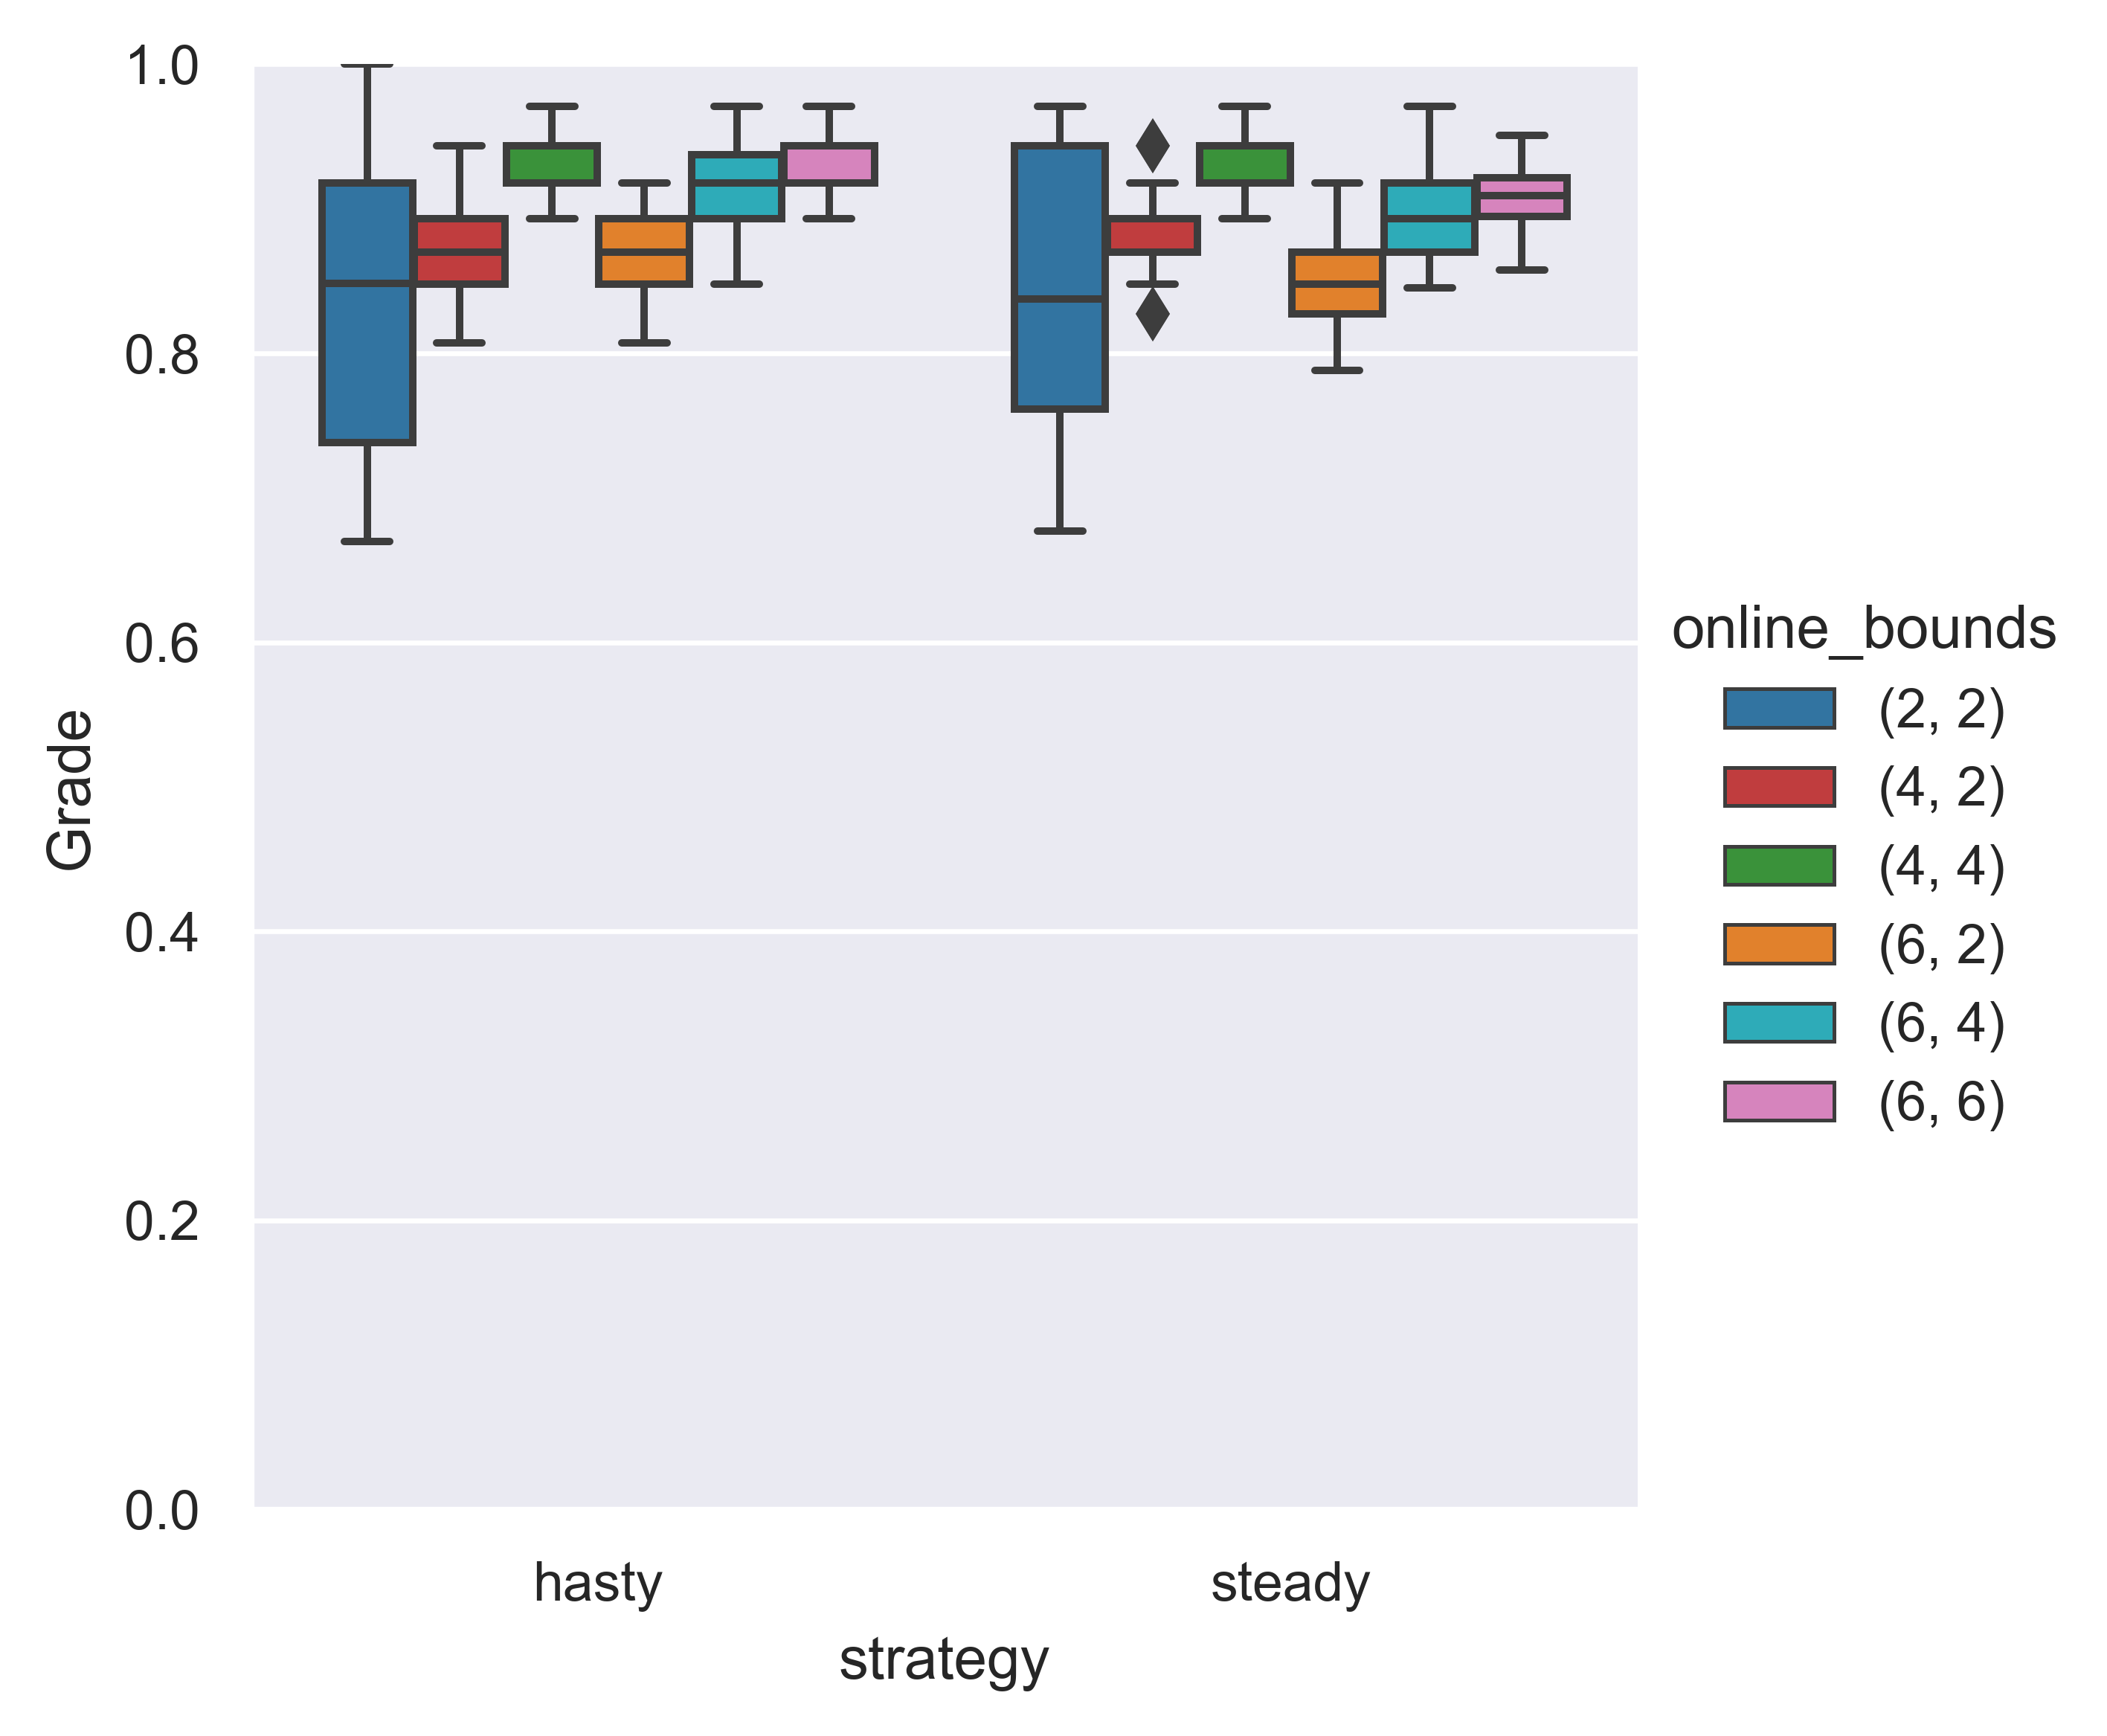 1.0
0.8
0.6
0.4
0.2
0.0
Grade
hasty
steady
strategy
online_bounds
(2, 2)
(4, 2)
(4, 4)
(6, 2)
(6, 4)
(6, 6)